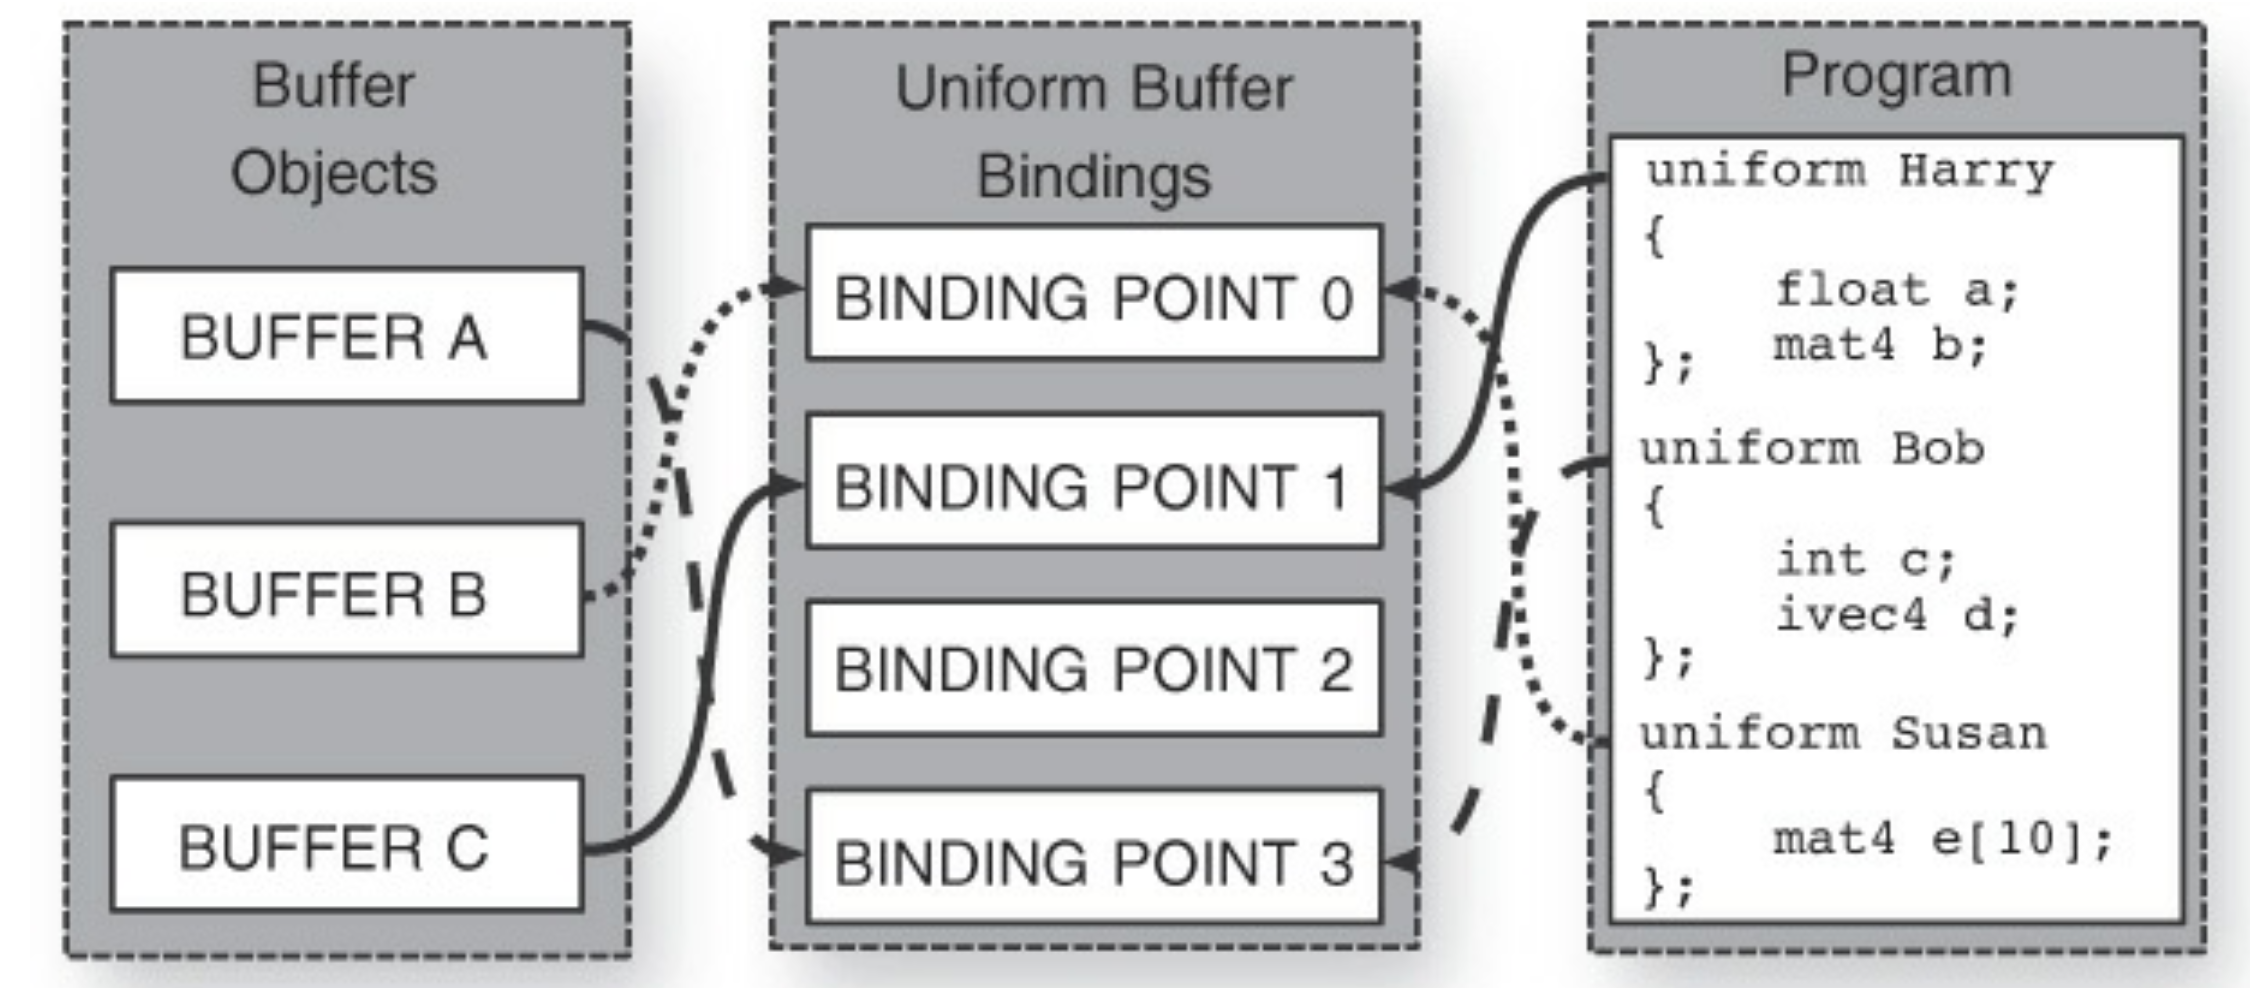 Buffer
Objects
BUFFER A
BUFFER B
BUFFER C
Uniform Buffer
Bindings
BINDING POINT 0
BINDING POINT 1
BINDING POINT 2
BINDING POINT 3
Program
uniform Harry
{
float a;
mat4 b;
};
uniform Bob
{
int c;
ivec4 d;
};
uniform Susan
{
mat4 e[10];
};